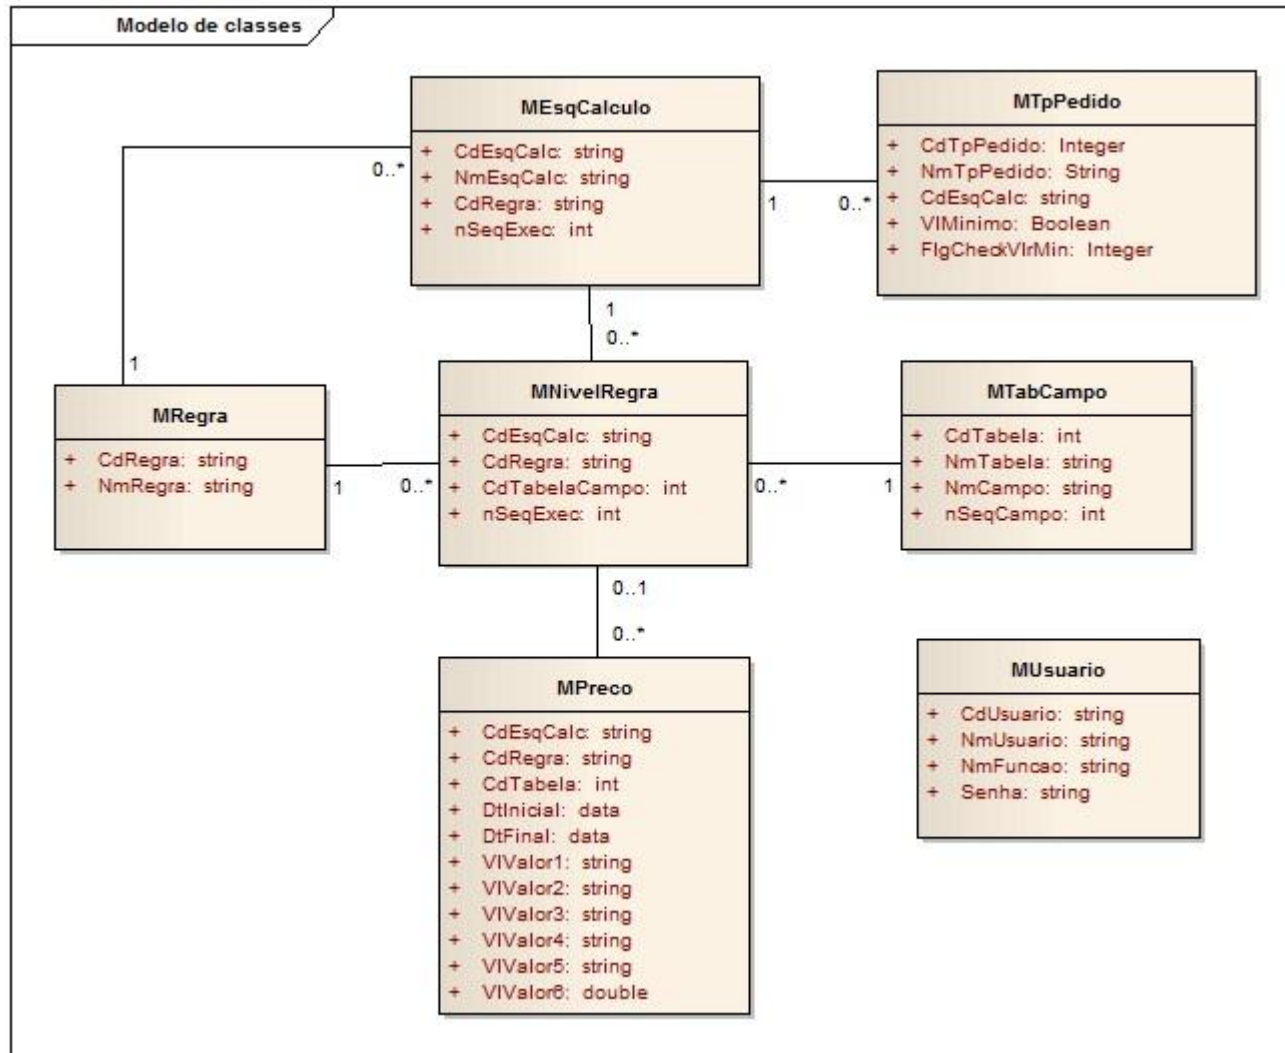 Modelo de classes
MEsqCalculo
+ CdEsqCalc: string
+ NmEsqCalc: string
+ CdRegra: string
+ nSeqExec: int
MTpPedido
+ CdTpPedido: Integer
+ NmTpPedido: String
+ CdEsqCalc: string
+ VlMinimo: Boolean
+ FlgCheckVlrMin: Integer
0..*
1
0..*
1
0..*
1
MRegra
+ CdRegra: string
+ NmRegra: string
1
0..*
MNivelRegra
+ CdEsqCalc: string
+ CdRegra: string
+ CdTabelaCampo: int
+ nSeqExec: int
0..*
1
MTabCampo
+ CdTabela: int
+ NmTabela: string
+ NmCampo: string
+ nSeqCampo: int
0..1
0..*
MPreco
+ CdEsqCalc: string
+ CdRegra: string
+ CdTabela: int
+ DtInicial: data
+ DtFinal: data
+ VlValor1: string
+ VlValor2: string
+ VlValor3: string
+ VlValor4: string
+ VlValor5: string
+ VlValor6: double
MUsuario
+ CdUsuario: string
+ NmUsuario: string
+ NmFuncao: string
+ Senha: string